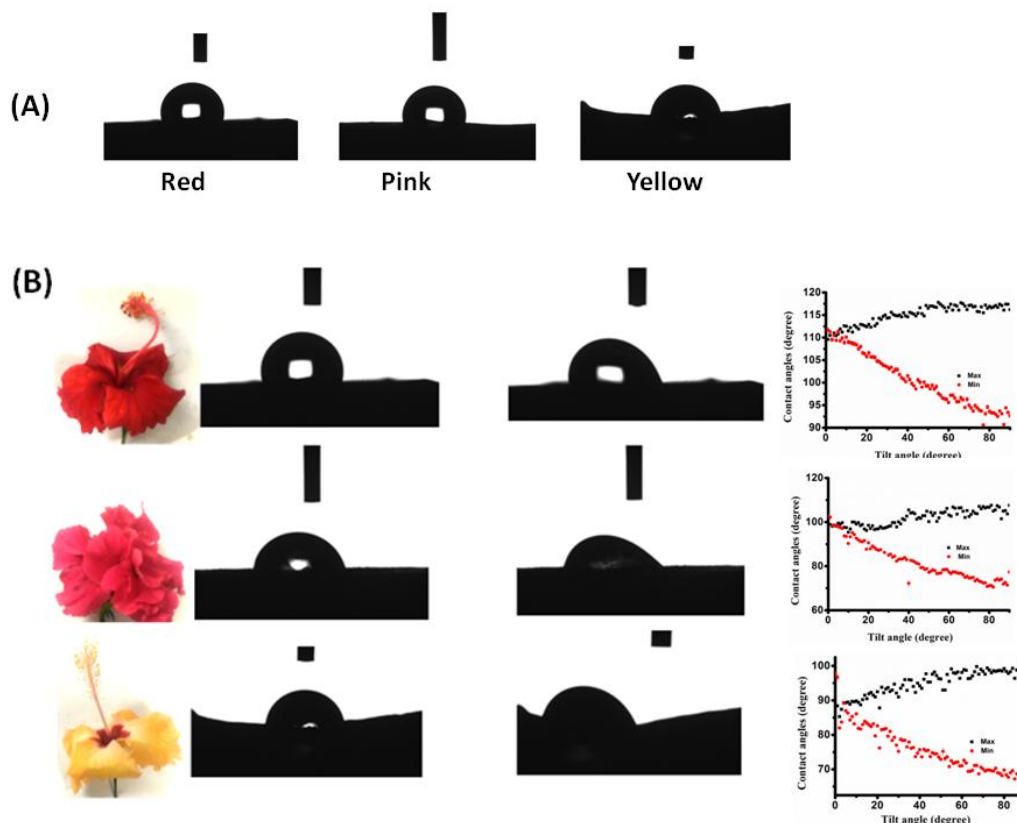 (A)
Red
Pink
Yellow
(B)
120
115
110
105
100
95
90
Contact angles (degree)
Max
Min
0 20 40 60 80
Tilt angle (degree)
120
100
80
60
Contact angles (degree)
Max
Min
0 20 40 60 80
Tilt angle (degree)
100
90
80
70
Contact angles (degree)
Max
Min
0 20 40 60 80
Tilt angle (degree)